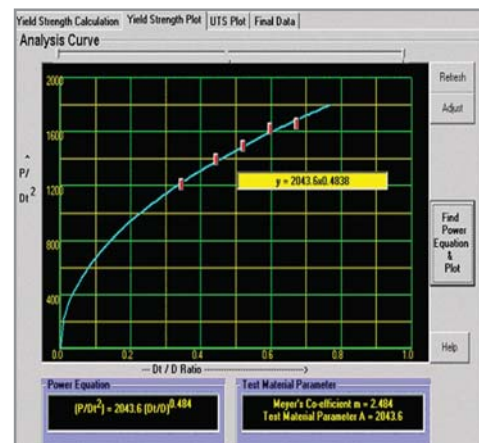 Yield Strength Calculation Yield Strength Plot UTS Plot Final Data
Analysis Curve
2000
1600
1200
800
400
^
P/
Dt2
y = 2043.6x0.4838
0.0 0.2 0.4 0.6 0.8 1.0
--- Dt / D Ratio ---------------->
Refresh
Adjust
Find
Power
Equation
&
Plot
Help
Power Equation
(P/Dt²) = 2043.6 (Dt/D)^0.484
Test Material Parameter
Meyer's Co-efficient m = 2.484
Test Material Parameter A = 2043.6